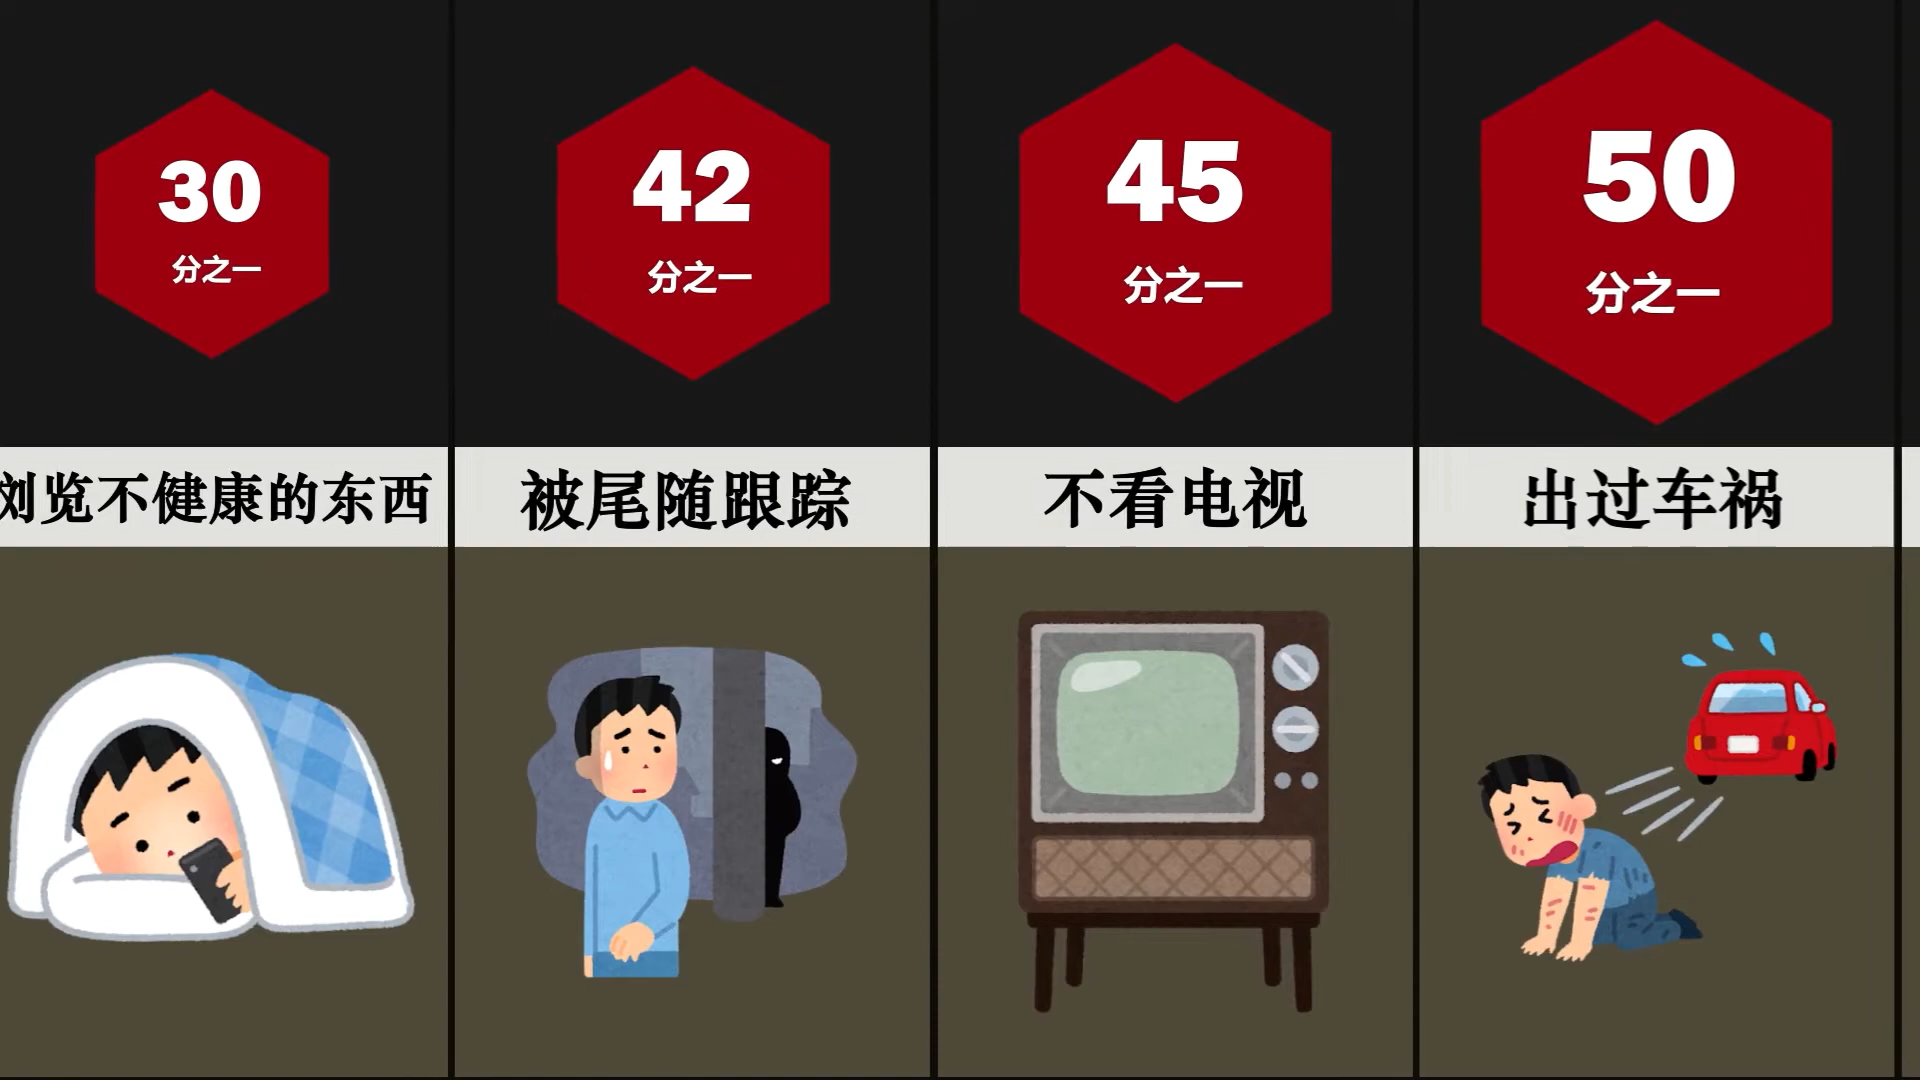 30
分之一
42
分之一
45
分之一
50
分之一
浏览不健康的东西
被尾随跟踪
不看电视
出过车祸